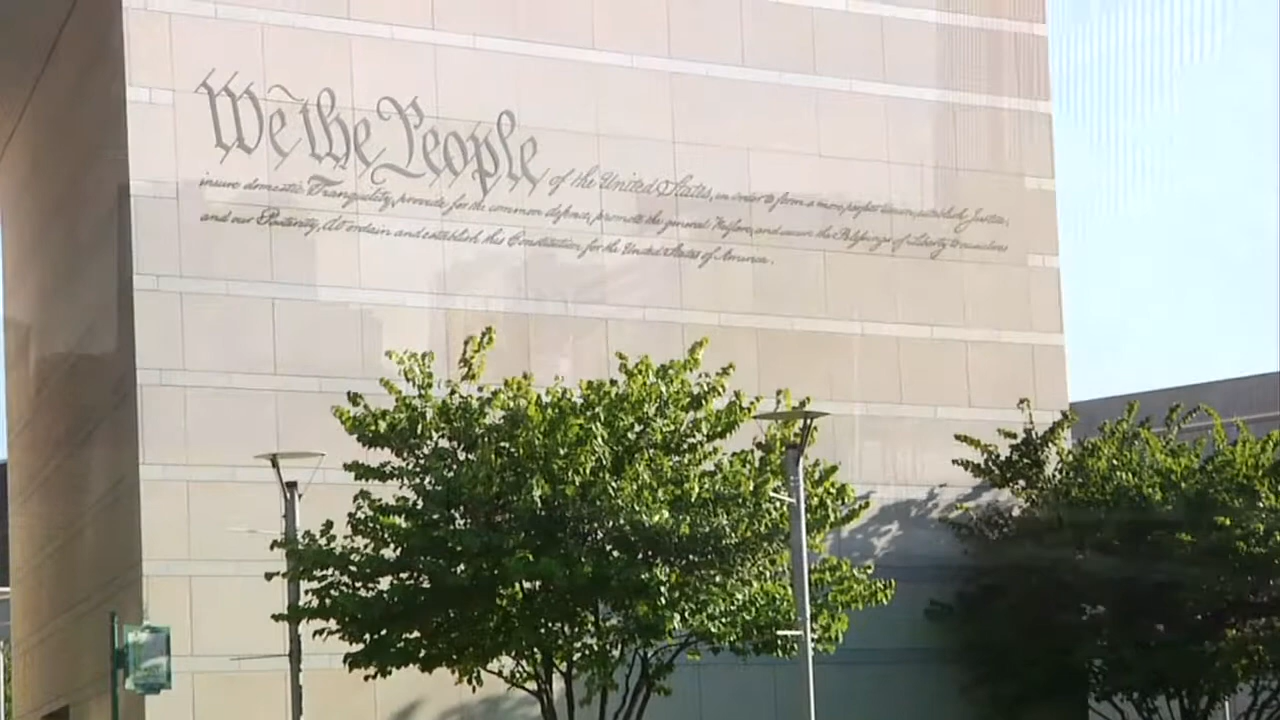 We the People of the United States, in order to form a more perfect Union, establish Justice,
insure domestic Tranquility, provide for the common defence, promote the general Welfare, and secure the Blessings of Liberty to ourselves
and our Posterity, do ordain and establish this Constitution for the United States of America.